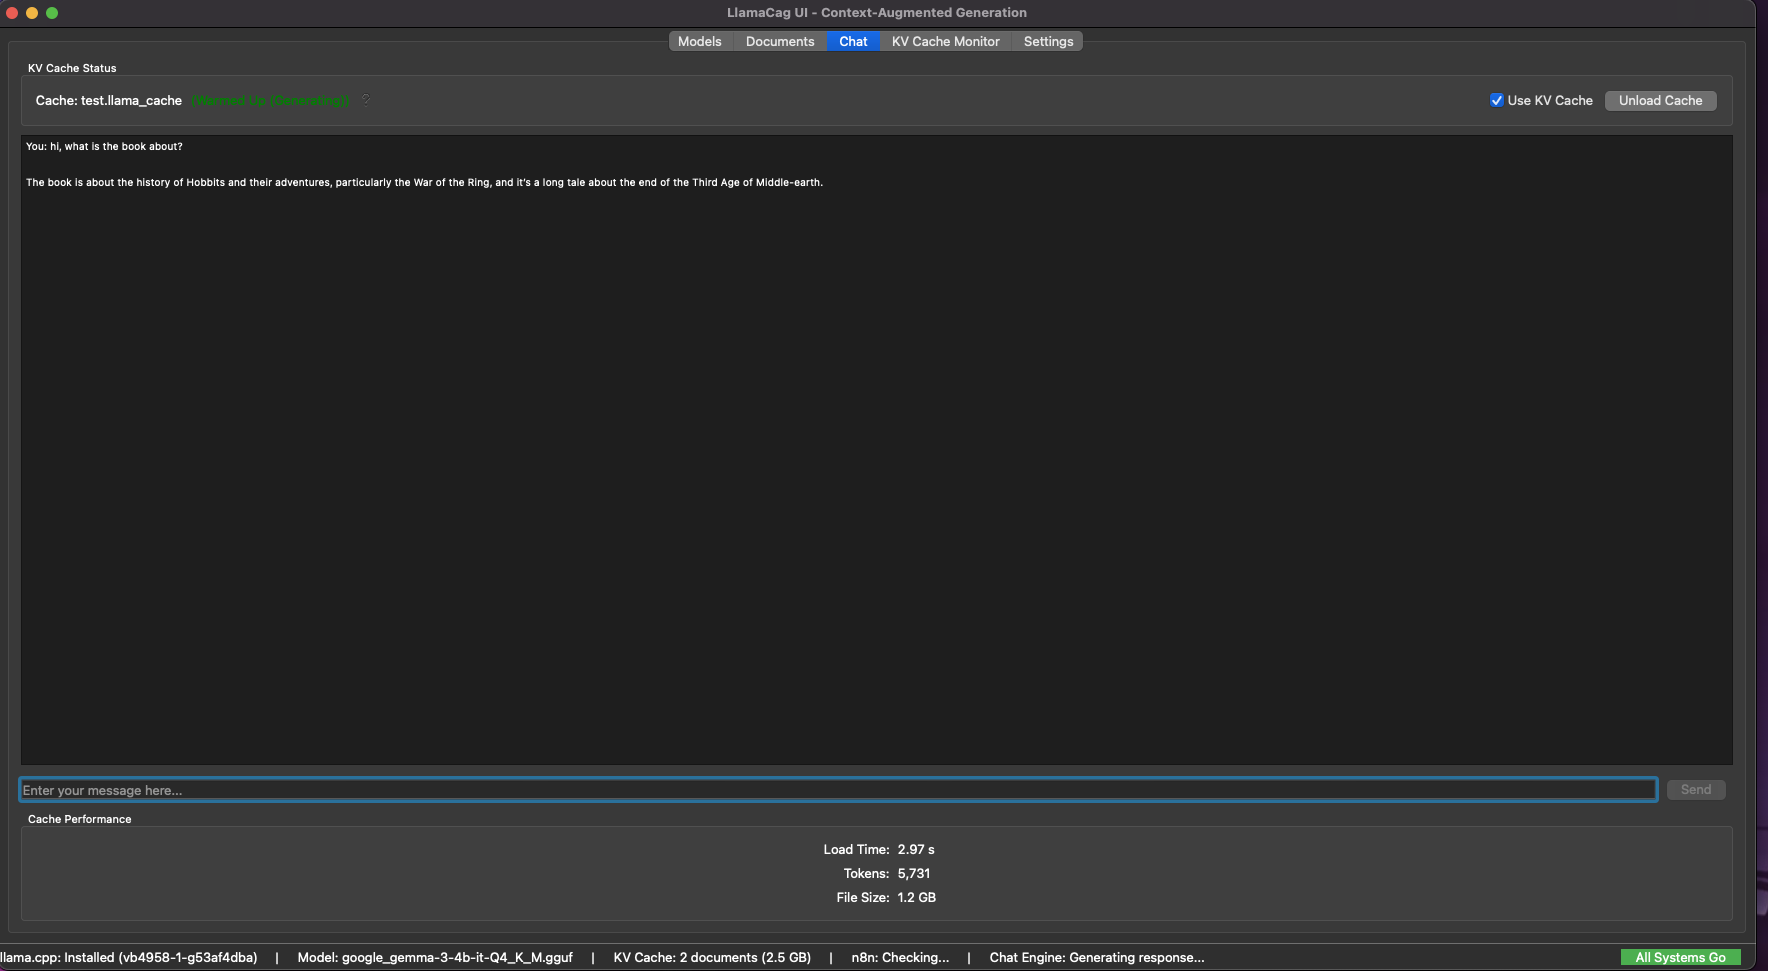 LlamaCag UI - Context-Augmented Generation
Models Documents Chat KV Cache Monitor Settings
KV Cache Status
Cache: test.llama_cache (Warmed Up (Generating)) ? Use KV Cache Unload Cache
You: hi, what is the book about?
The book is about the history of Hobbits and their adventures, particularly the War of the Ring, and it's a long tale about the end of the Third Age of Middle-earth.
Enter your message here... Send
Cache Performance
Load Time: 2.97 s
Tokens: 5,731
File Size: 1.2 GB
llama.cpp: Installed (vb4958-1-g53af4dba) | Model: google_gemma-3-4b-it-Q4_K_M.gguf | KV Cache: 2 documents (2.5 GB) | n8n: Checking... | Chat Engine: Generating response... All Systems Go